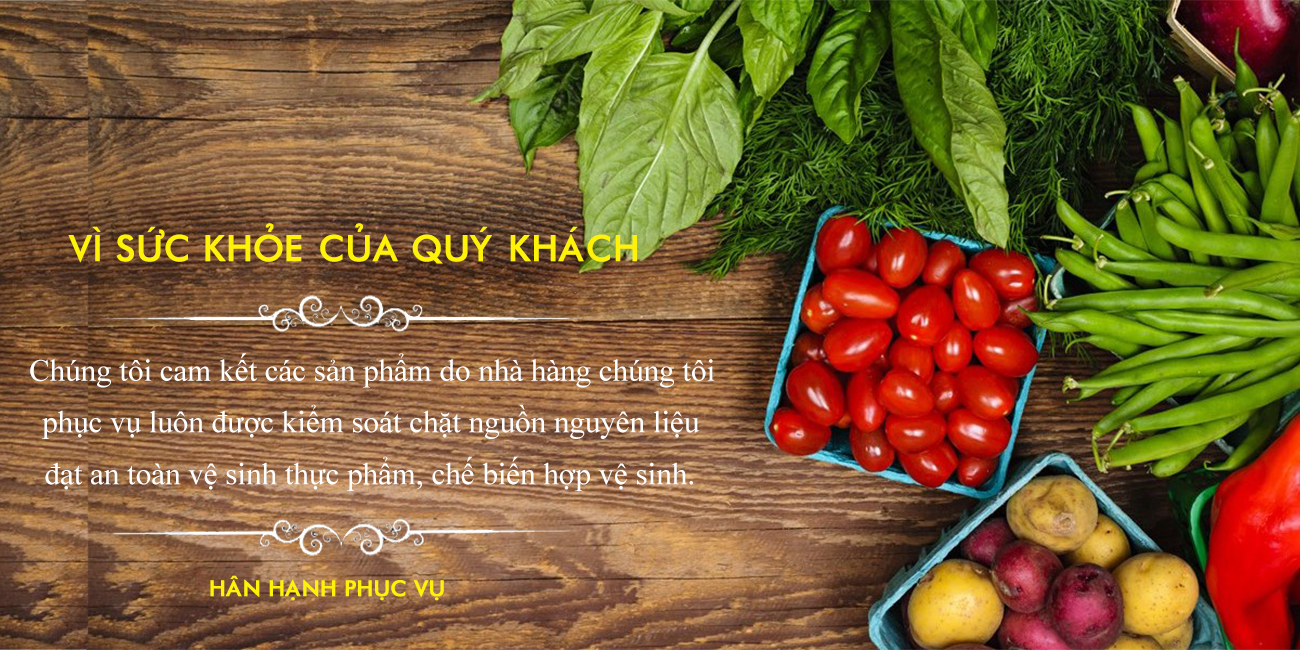 VÌ SỨC KHỎE CỦA QUÝ KHÁCH
Chúng tôi cam kết các sản phẩm do nhà hàng chúng tôi
phục vụ luôn được kiểm soát chặt nguồn nguyên liệu
đạt an toàn vệ sinh thực phẩm, chế biến hợp vệ sinh.
HÂN HẠNH PHỤC VỤ